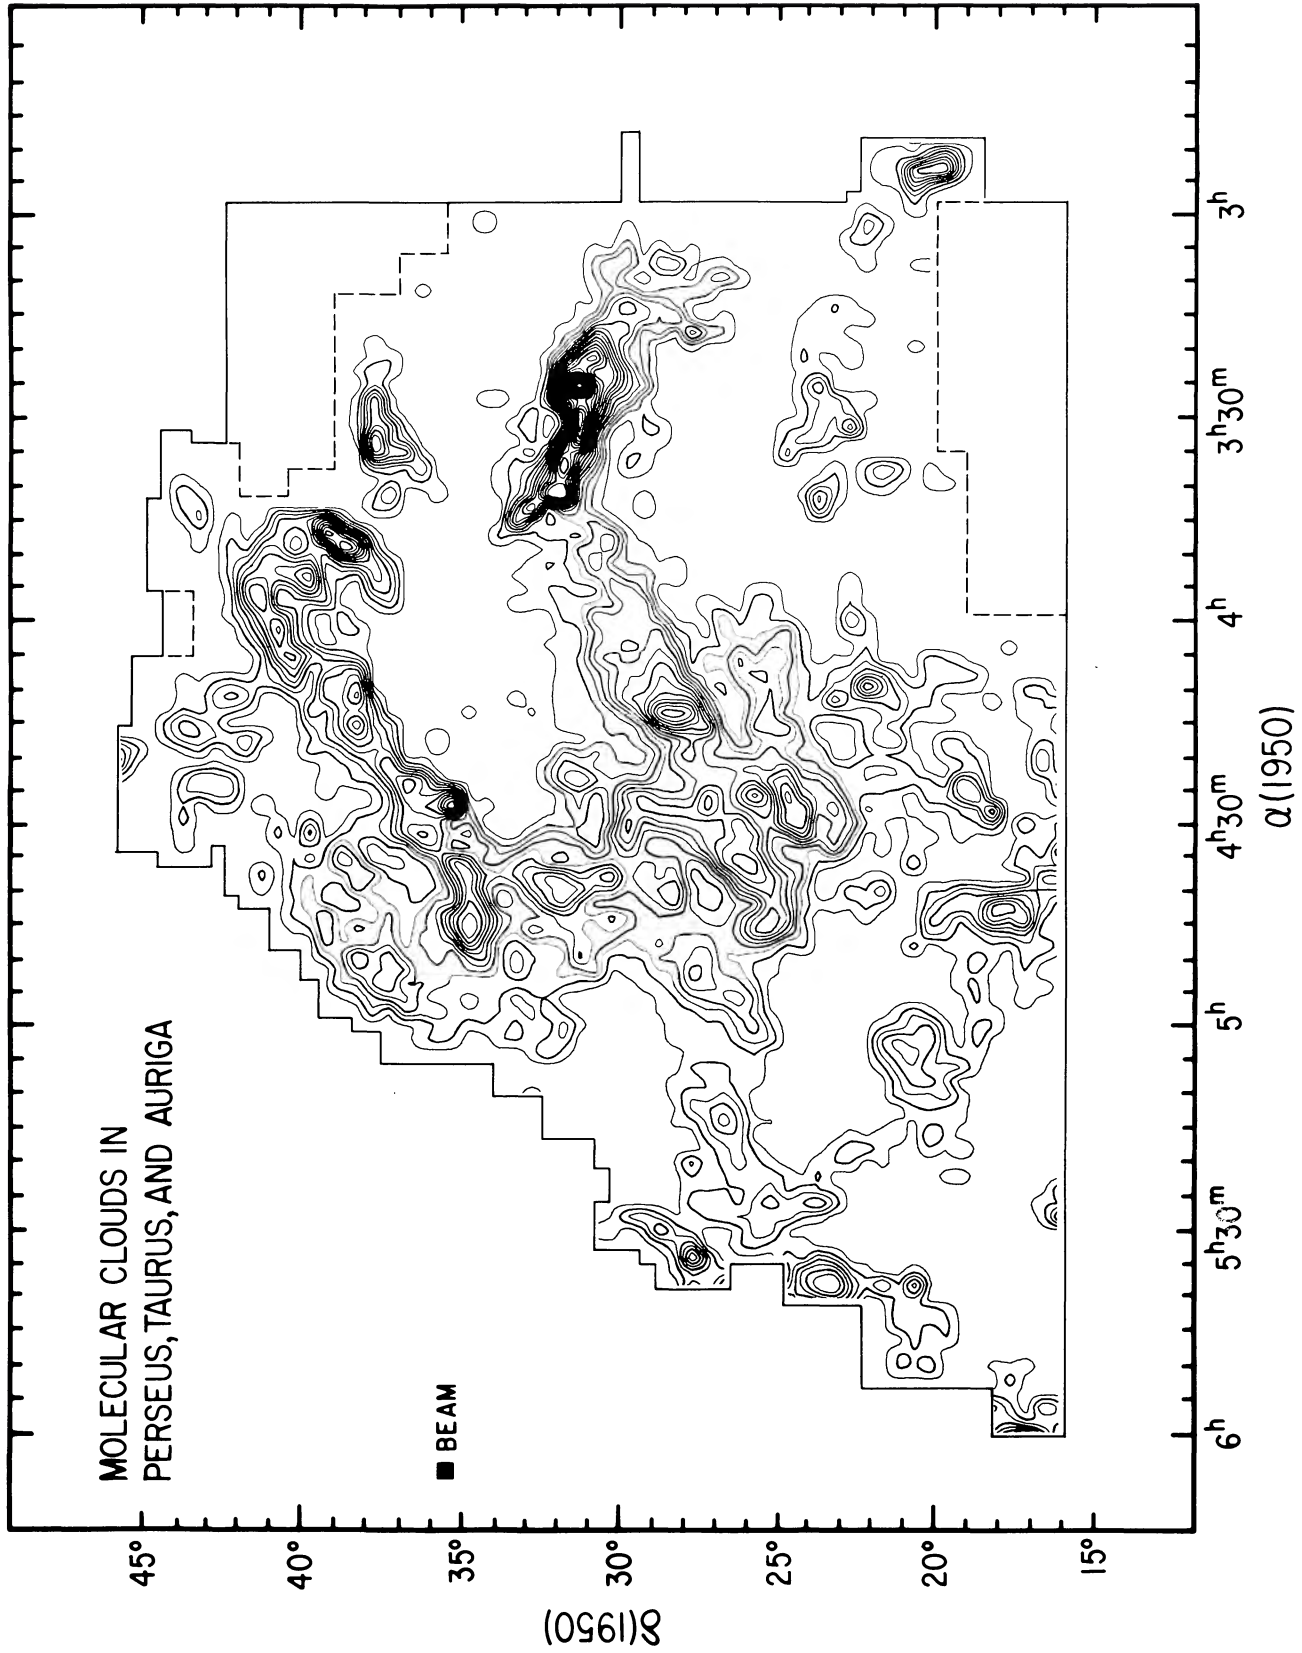 MOLECULAR CLOUDS IN
PERSEUS, TAURUS, AND AURIGA
BEAM
45°
40°
35°
30°
25°
20°
15°
δ(1950)
6ʰ
5ʰ30ᵐ
5ʰ
4ʰ30ᵐ
4ʰ
3ʰ30ᵐ
3ʰ
α(1950)